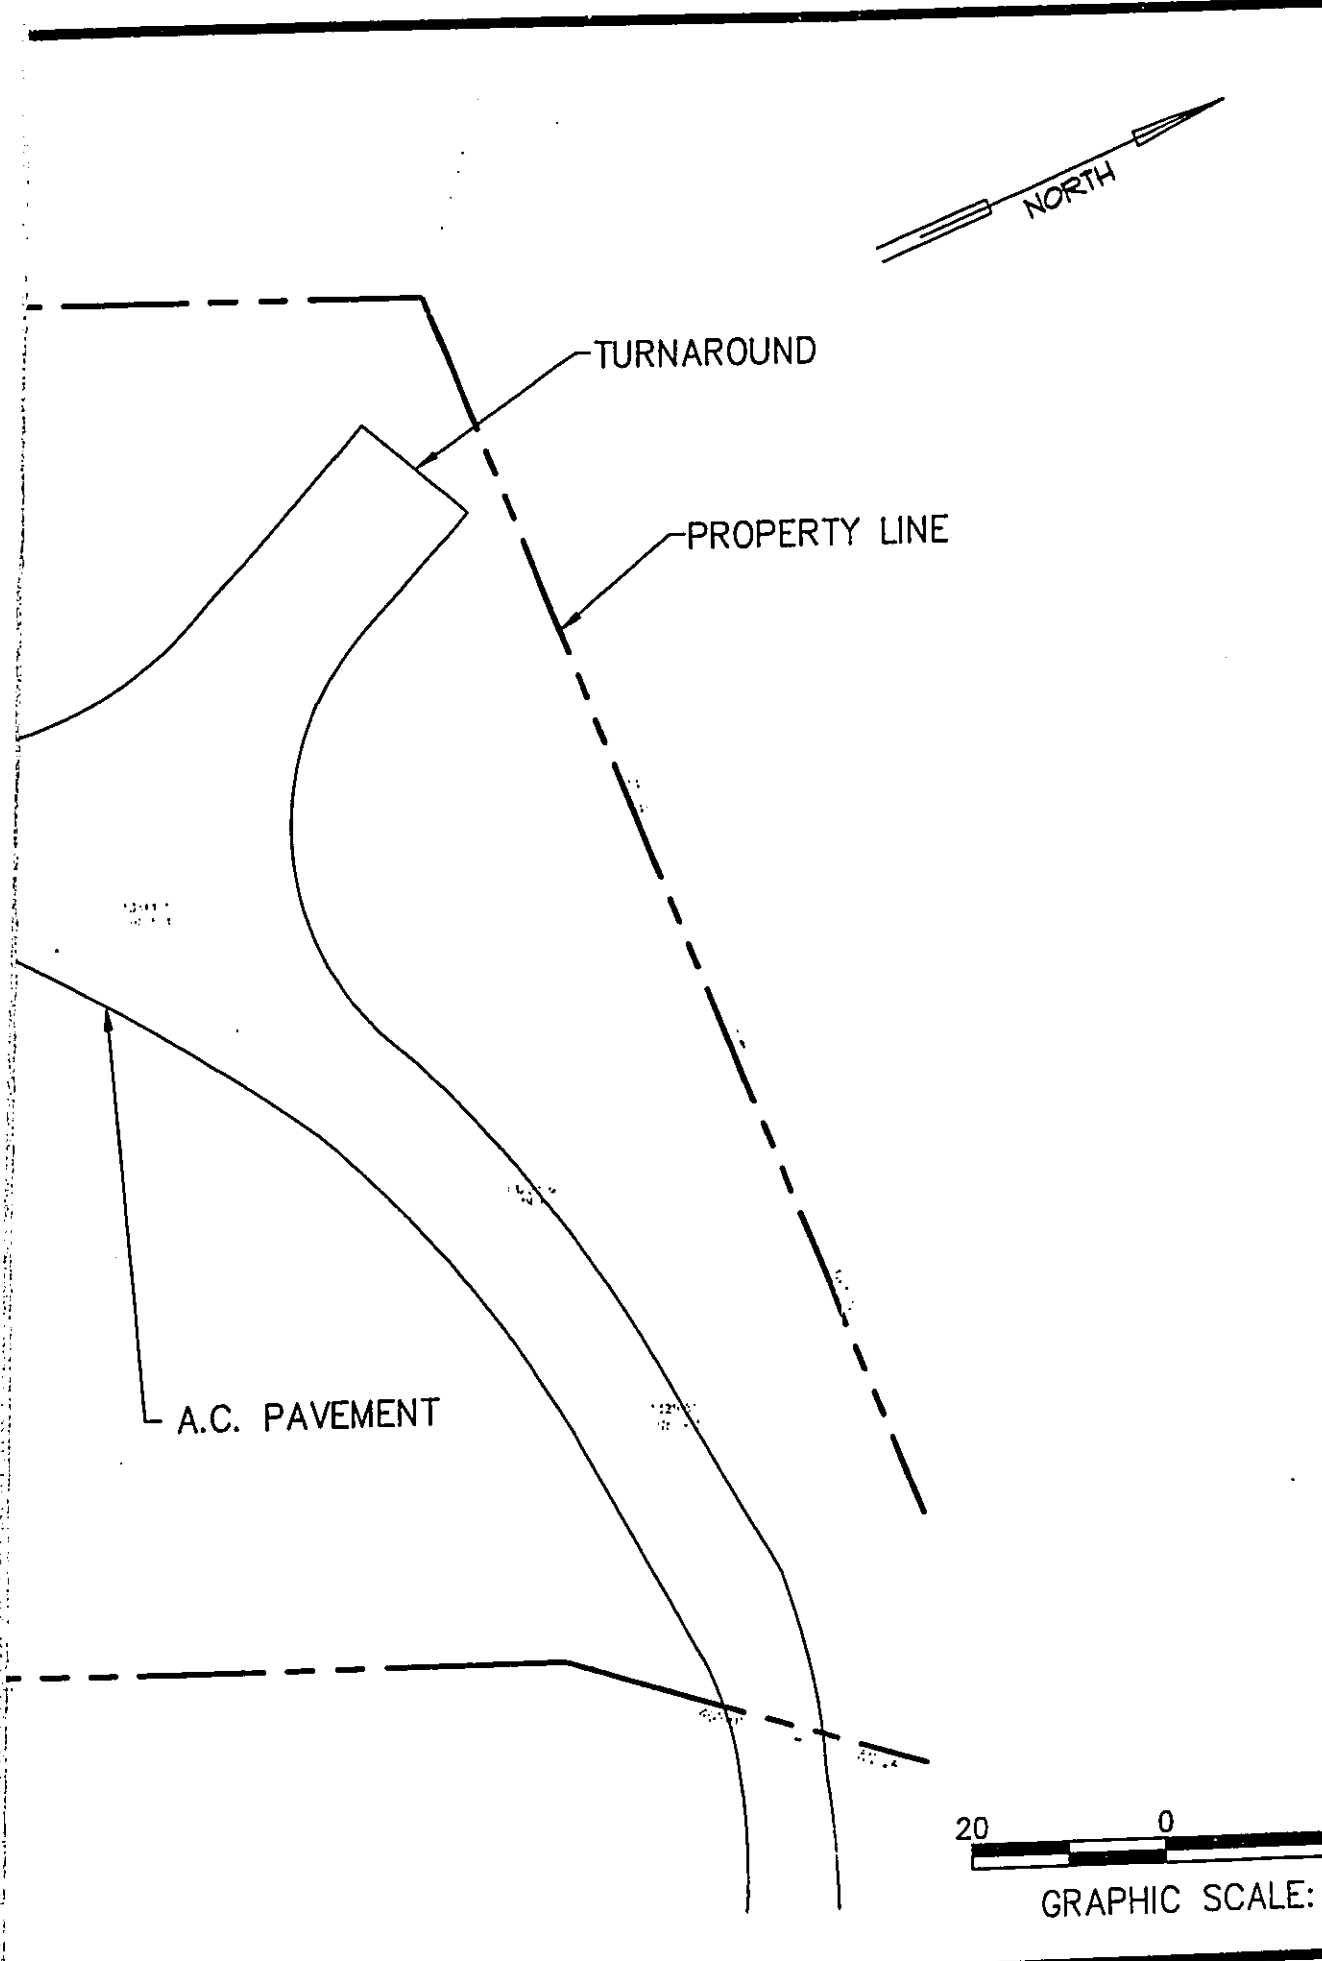 NORTH
TURNAROUND
PROPERTY LINE
A.C. PAVEMENT
20 0
GRAPHIC SCALE: